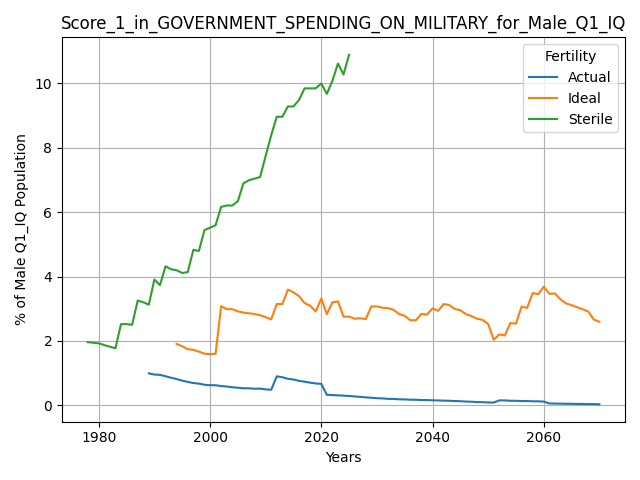 Score_1_in_GOVERNMENT_SPENDING_ON_MILITARY_for_Male_Q1_IQ
Fertility
Actual
Ideal
Sterile
% of Male Q1_IQ Population
10
8
6
4
2
0
1980
2000
2020
2040
2060
Years